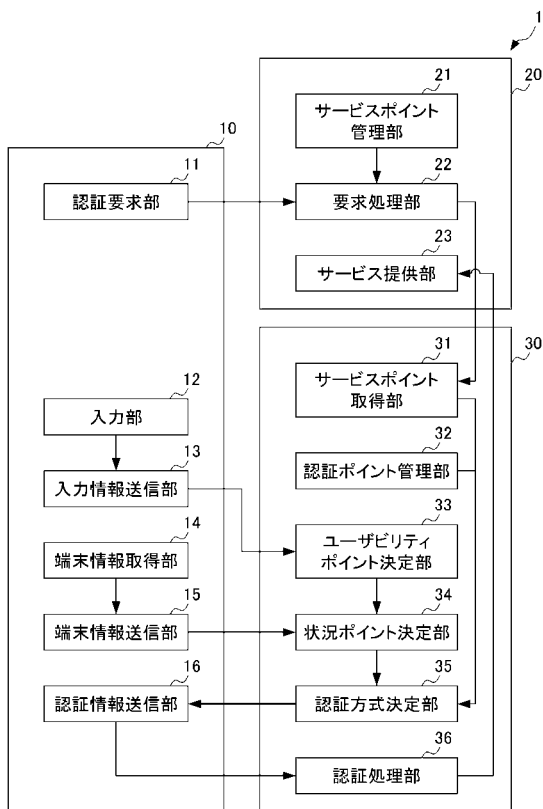 1
20
21
サービスポイント
管理部
10
11
認証要求部
22
要求処理部
23
サービス提供部
30
31
サービスポイント
取得部
12
入力部
32
認証ポイント管理部
13
入力情報送信部
33
ユーザビリティ
ポイント決定部
14
端末情報取得部
34
状況ポイント決定部
15
端末情報送信部
35
認証方式決定部
16
認証情報送信部
36
認証処理部